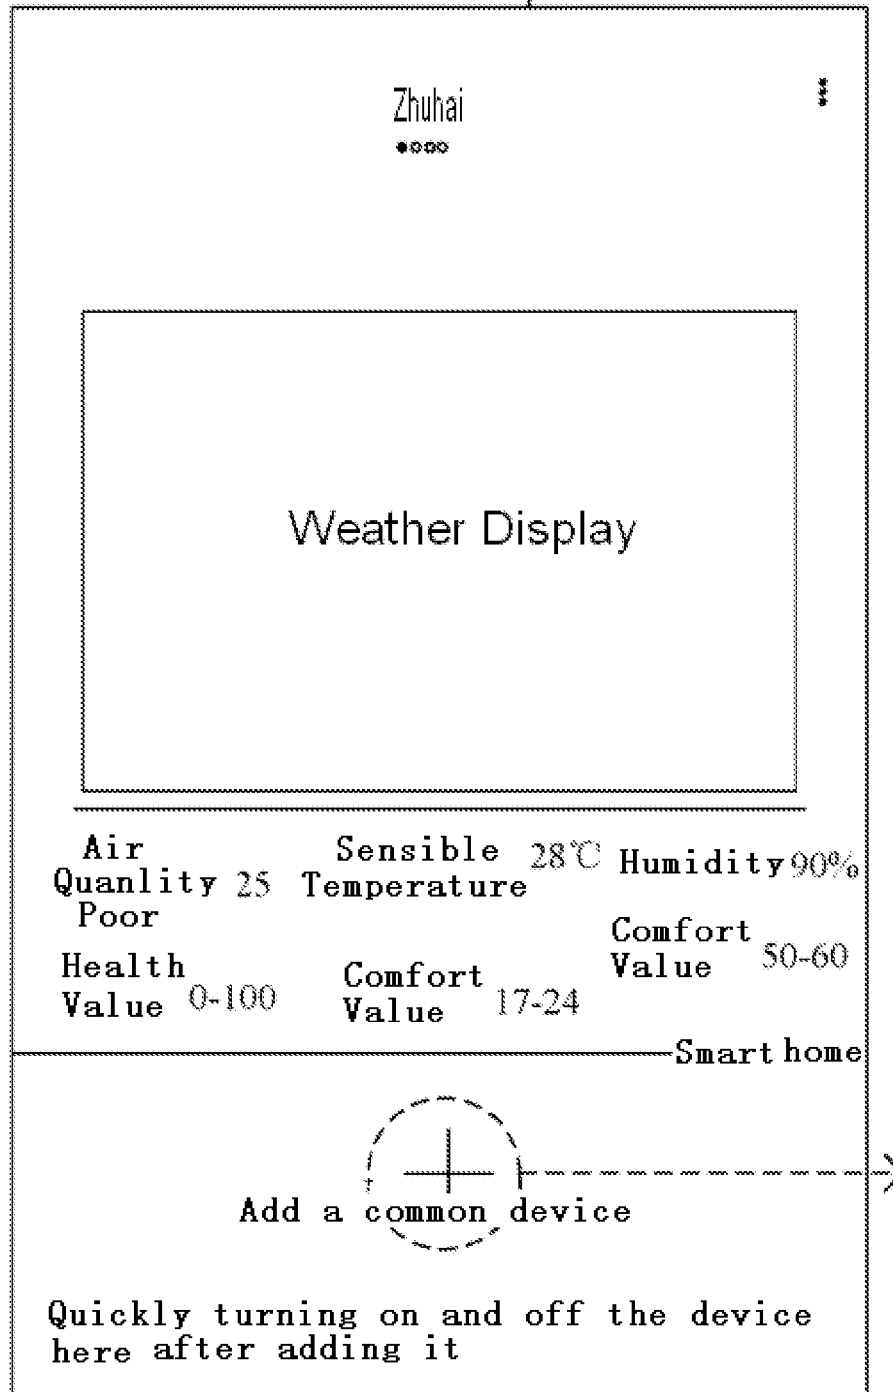 Zhuhai
Weather Display
Air
Quanlity 25
Poor
Sensible 28℃
Temperature
Humidity 90%
Health
Value 0-100
Comfort
Value 17-24
Comfort
Value 50-60
Smart home
Add a common device
Quickly turning on and off the device
here after adding it